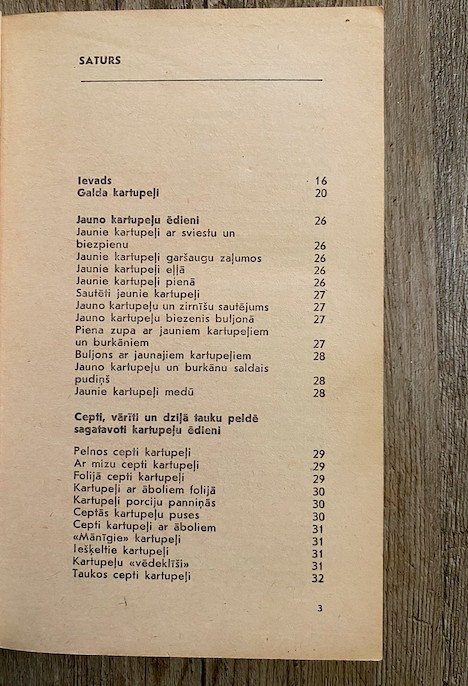 SATURS
Ievads 16
Galda kartupeļi 20
Jauno kartupeļu ēdieni 26
Jaunie kartupeļi ar sviestu un
biezpienu 26
Jaunie kartupeļi garšaugu zaļumos 26
Jaunie kartupeļi eļļā 26
Jaunie kartupeļi pienā 26
Sautēti jaunie kartupeļi 27
Jauno kartupeļu un zirnīšu sautējums 27
Jauno kartupeļu biezenis buljonā 27
Piena zupa ar jauniem kartupeļiem
un burkāniem 27
Buljons ar jaunajiem kartupeļiem 28
Jauno kartupeļu un burkānu saldais
pudiņš 28
Jaunie kartupeļi medū 28
Cepti, vārīti un dziļā tauku peldē
sagatavoti kartupeļu ēdieni
Pelnos cepti kartupeļi 29
Ar mizu cepti kartupeļi 29
Folijā cepti kartupeļi 29
Kartupeļi ar āboliem folijā 30
Kartupeļi porciju panniņās 30
Ceptās kartupeļu puses 30
Cepti kartupeļi ar āboliem 31
«Mānīgie» kartupeļi 31
Iešķeltie kartupeļi 31
Kartupeļu «vēdeklīši» 31
Taukos cepti kartupeļi 32
3